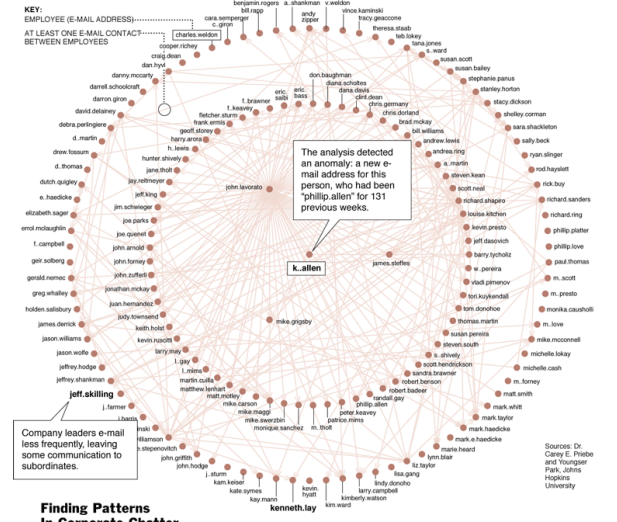 KEY:
EMPLOYEE (E-MAIL ADDRESS)
AT LEAST ONE E-MAIL CONTACT
BETWEEN EMPLOYEES
benjamin.rogers
bill.rapp
cara.semperger
c..giron
charles.weldon
cooper.richey
craig.dean
dan.hyvl
danny.mccarty
darrell.schoolcraft
darron.giron
david.delainey
debra.perlingiere
d..martin
drew.fossum
d..thomas
dutch.quigley
e..haedicke
elizabeth.sager
errol.mclaughlin
f..campbell
geir.solberg
gerald.nemec
greg.whalley
holden.salisbury
james.derrick
jason.williams
jason.wolfe
jeffrey.hodge
jeffrey.shankman
jeff.skilling
j..farmer
j..harris
john.griffith
john.hodge
j..sturm
kam.keiser
kate.symes
kay.mann
kenneth.lay
kevin.
hyatt
kim.ward
kimberly.watson
larry.campbell
lindy.donoho
lisa.gang
liz.taylor
lynn.blair
marie.heard
mark.e.haedicke
mark.haedicke
mark.taylor
mark.whitt
matt.smith
m..forney
michelle.cash
michelle.lokay
mike.mcconnell
m..love
monika.causholli
m..presto
m..scott
paul.thomas
phillip.love
phillip.platter
richard.ring
richard.sanders
rick.buy
rod.hayslett
ryan.slinger
sally.beck
sara.shackleton
shelley.corman
stacy.dickson
stanley.horton
stephanie.panus
susan.bailey
susan.scott
s..ward
tana.jones
teb.lokey
theresa.staab
tracy.geaccone
vince.kaminski
v.weldon
andy
zipper
a..shankman
don.baughman
diana.scholtes
dana.davis
clint.dean
chris.germany
chris.dorland
brad.mckay
bill.williams
andrew.lewis
andrea.ring
a..martin
steven.kean
scott.neal
richard.shapiro
louise.kitchen
kevin.presto
jeff.dasovich
barry.tycholiz
w..pereira
vladi.pimenov
tori.kuykendall
tom.donohoe
thomas.martin
susan.pereira
steven.south
s..shively
scott.hendrickson
sandra.brawner
robert.benson
robert.badeer
randall.gay
phillip.allen
peter.keavey
patrice.mims
m..tholt
monique.sanchez
mike.swerzbin
mike.maggi
mike.carson
matt.motley
matthew.lenhart
martin.cuilla
l..mims
l..gay
larry.may
kevin.ruscitti
keith.holst
judy.townsend
juan.hernandez
jonathan.mckay
john.zufferli
john.forney
john.arnold
joe.quenet
joe.parks
jim.schwieger
jeff.king
jay.reitmeyer
jane.tholt
hunter.shively
h..lewis
harry.arora
geoff.storey
frank.ermis
fletcher.sturm
f..keavey
f..brawner
eric.
saibi
eric.
bass
john.lavorato
james.steffes
mike.grigsby
k..allen
The analysis detected
an anomaly: a new e-
mail address for this
person, who had been
"phillip.allen" for 131
previous weeks.
Company leaders e-mail
less frequently, leaving
some communication to
subordinates.
Sources: Dr.
Carey E. Priebe
and Youngser
Park, Johns
Hopkins
University
Finding Patterns
In Corporate Chatter